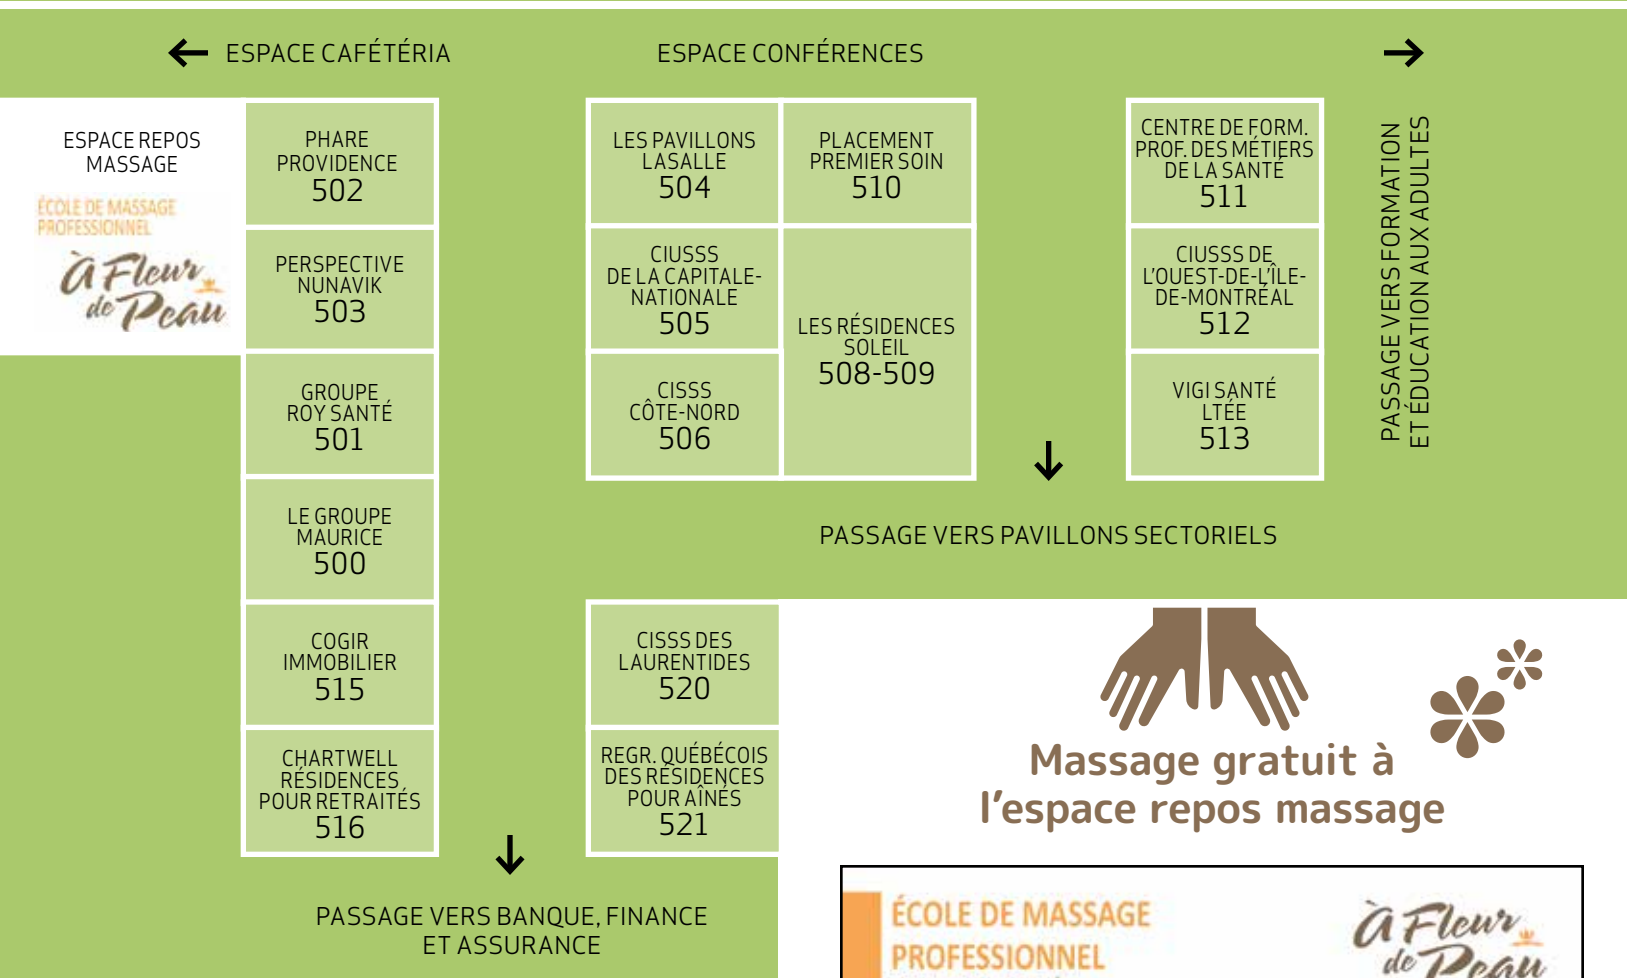 ← ESPACE CAFÉTÉRIA
ESPACE CONFÉRENCES
→
ESPACE REPOS
MASSAGE
ÉCOLE DE MASSAGE
PROFESSIONNEL
à Fleur
de Peau
PHARE
PROVIDENCE
502
PERSPECTIVE
NUNAVIK
503
GROUPE
ROY SANTÉ
501
LE GROUPE
MAURICE
500
COGIR
IMMOBILIER
515
CHARTWELL
RÉSIDENCES
POUR RETRAITÉS
516
LES PAVILLONS
LASALLE
504
CIUSSS
DE LA CAPITALE-
NATIONALE
505
CISSS
CÔTE-NORD
506
PLACEMENT
PREMIER SOIN
510
LES RÉSIDENCES
SOLEIL
508-509
CENTRE DE FORM.
PROF. DES MÉTIERS
DE LA SANTÉ
511
CIUSSS DE
L'OUEST-DE-L'ÎLE-
DE-MONTRÉAL
512
VIGI SANTÉ
LTÉE
513
PASSAGE VERS FORMATION
ET ÉDUCATION AUX ADULTES
↓
PASSAGE VERS PAVILLONS SECTORIELS
CISSS DES
LAURENTIDES
520
REGR. QUÉBÉCOIS
DES RÉSIDENCES
POUR AÎNÉS
521
↓
PASSAGE VERS BANQUE, FINANCE
ET ASSURANCE
Massage gratuit à
l'espace repos massage
ÉCOLE DE MASSAGE
PROFESSIONNEL
à Fleur
de Peau